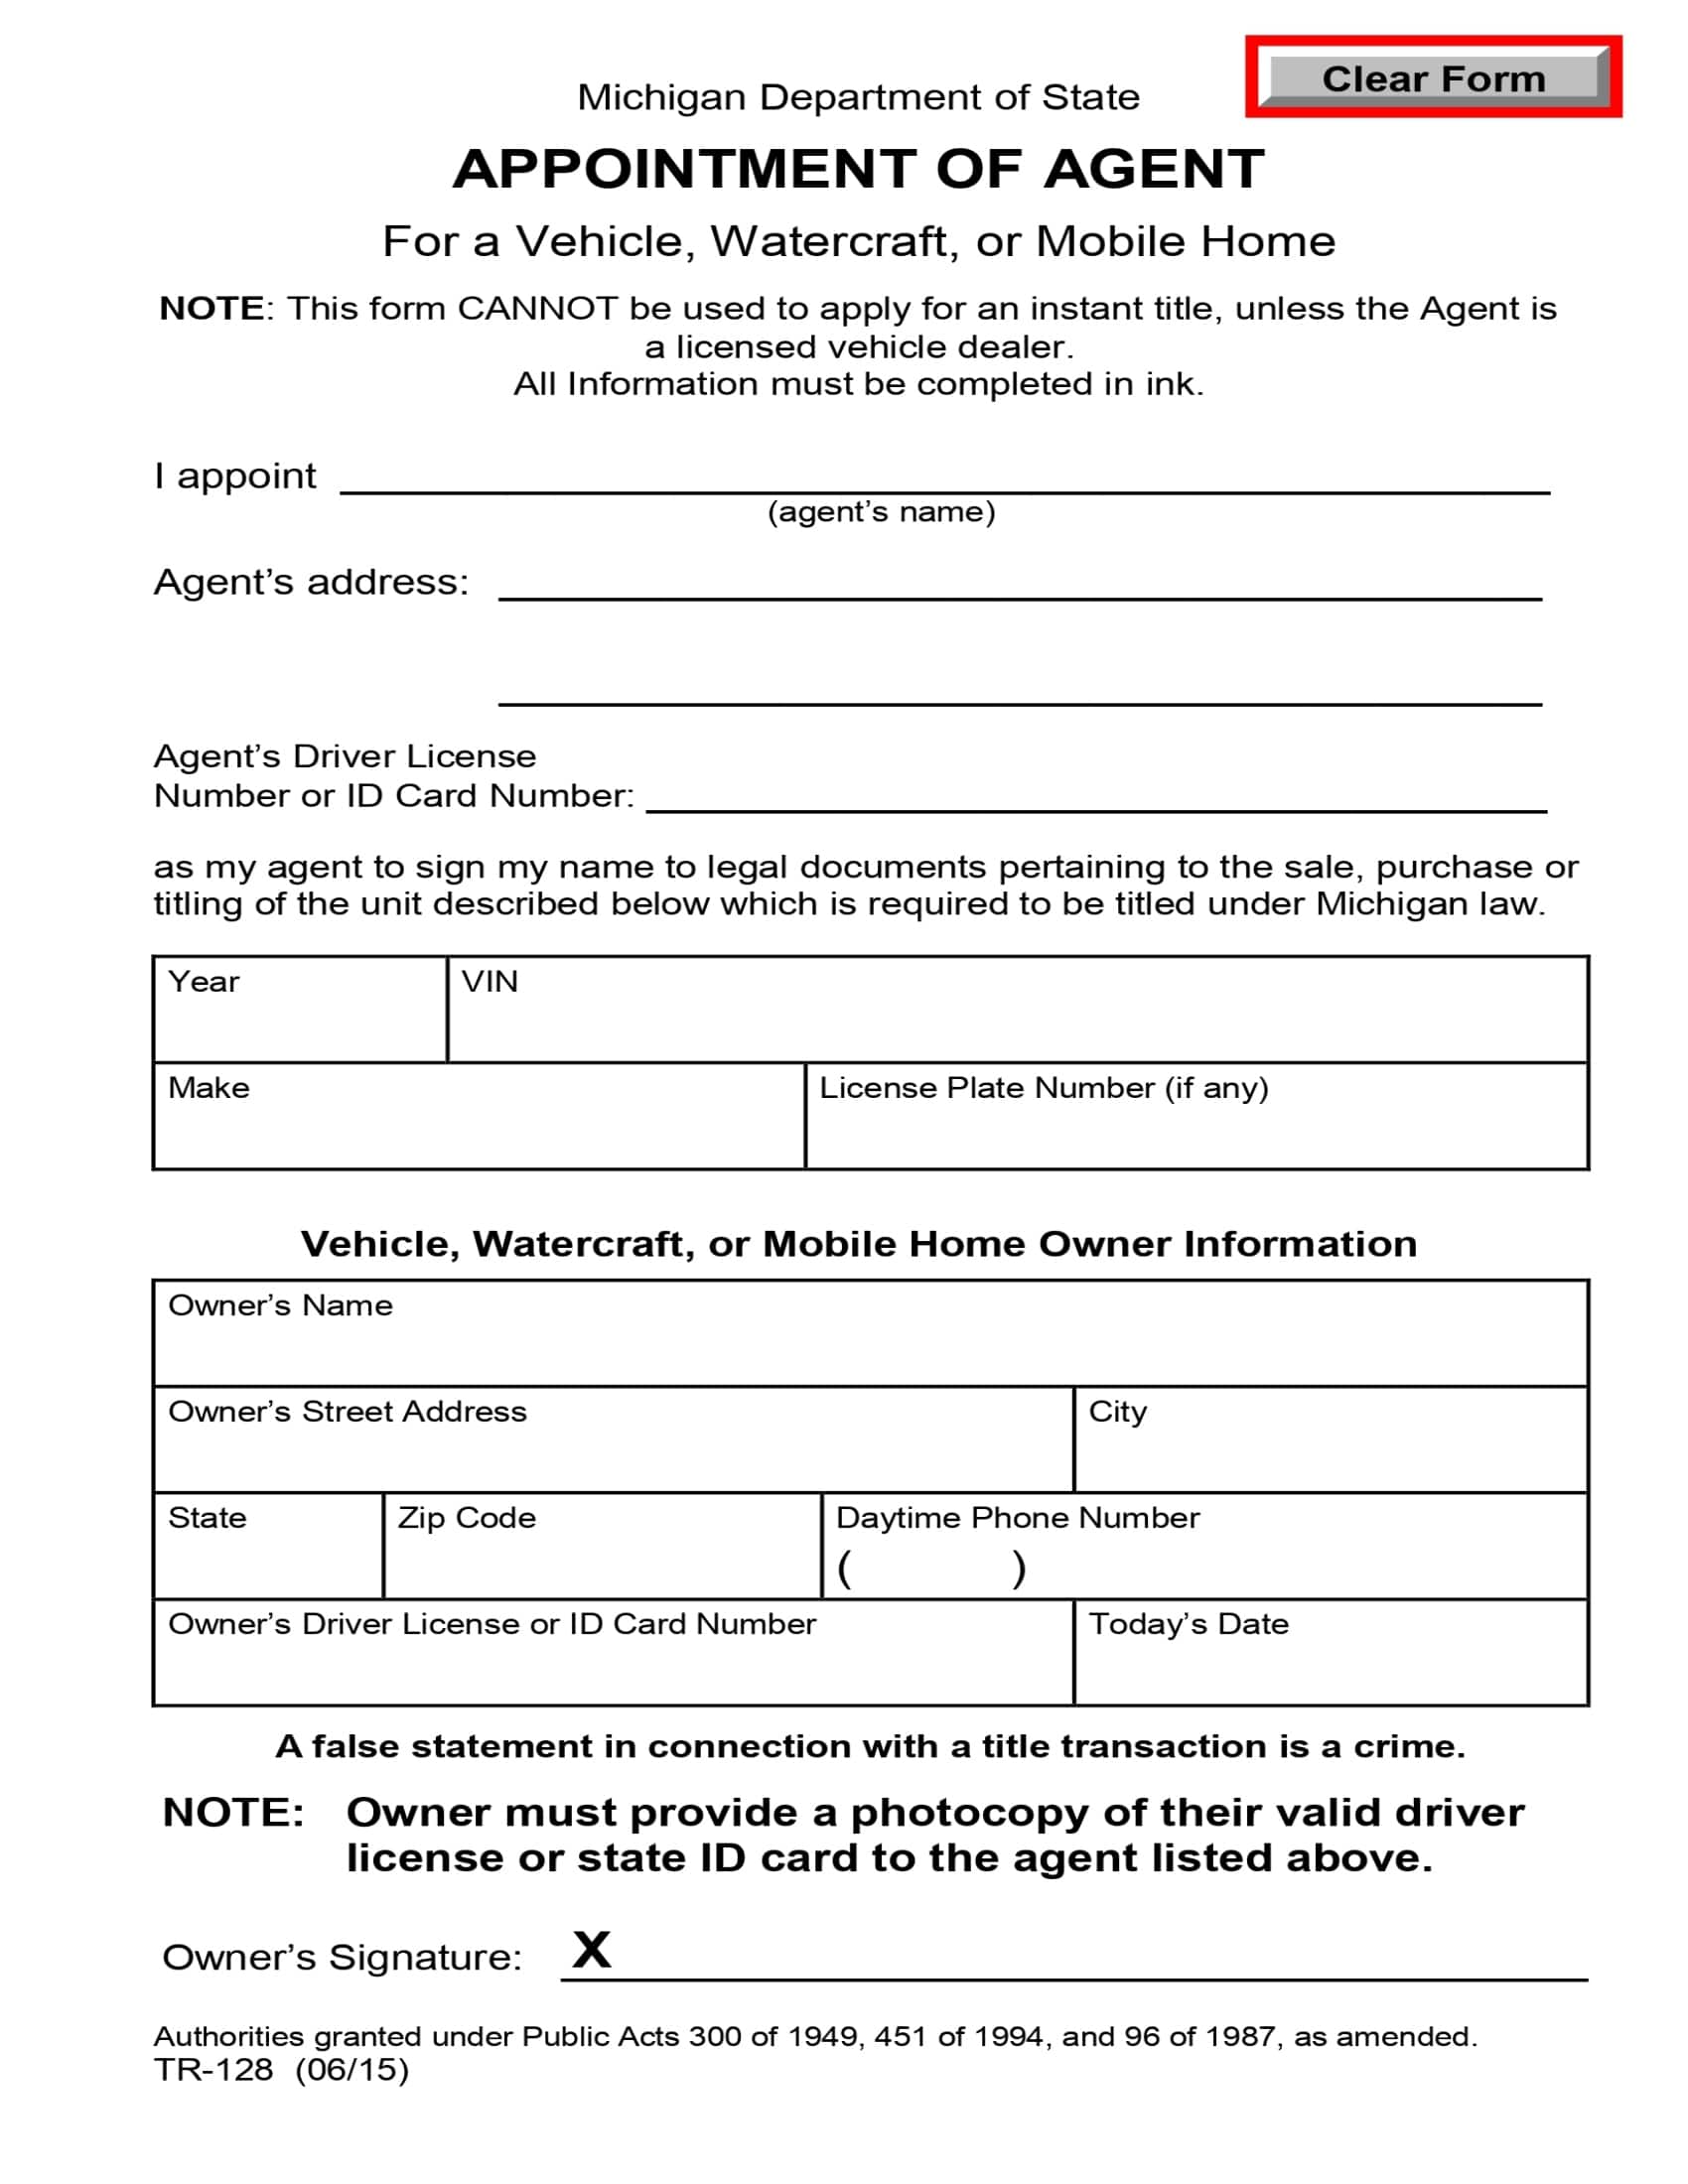 Clear Form
Michigan Department of State
APPOINTMENT OF AGENT
For a Vehicle, Watercraft, or Mobile Home
NOTE: This form CANNOT be used to apply for an instant title, unless the Agent is
a licensed vehicle dealer.
All Information must be completed in ink.
I appoint
(agent’s name)
Agent’s address:
Agent’s Driver License
Number or ID Card Number:
as my agent to sign my name to legal documents pertaining to the sale, purchase or
titling of the unit described below which is required to be titled under Michigan law.
Year VIN
Make License Plate Number (if any)
Vehicle, Watercraft, or Mobile Home Owner Information
Owner’s Name
Owner’s Street Address City
State Zip Code Daytime Phone Number
( )
Owner’s Driver License or ID Card Number Today’s Date
A false statement in connection with a title transaction is a crime.
NOTE: Owner must provide a photocopy of their valid driver
license or state ID card to the agent listed above.
Owner’s Signature: X
Authorities granted under Public Acts 300 of 1949, 451 of 1994, and 96 of 1987, as amended.
TR-128 (06/15)